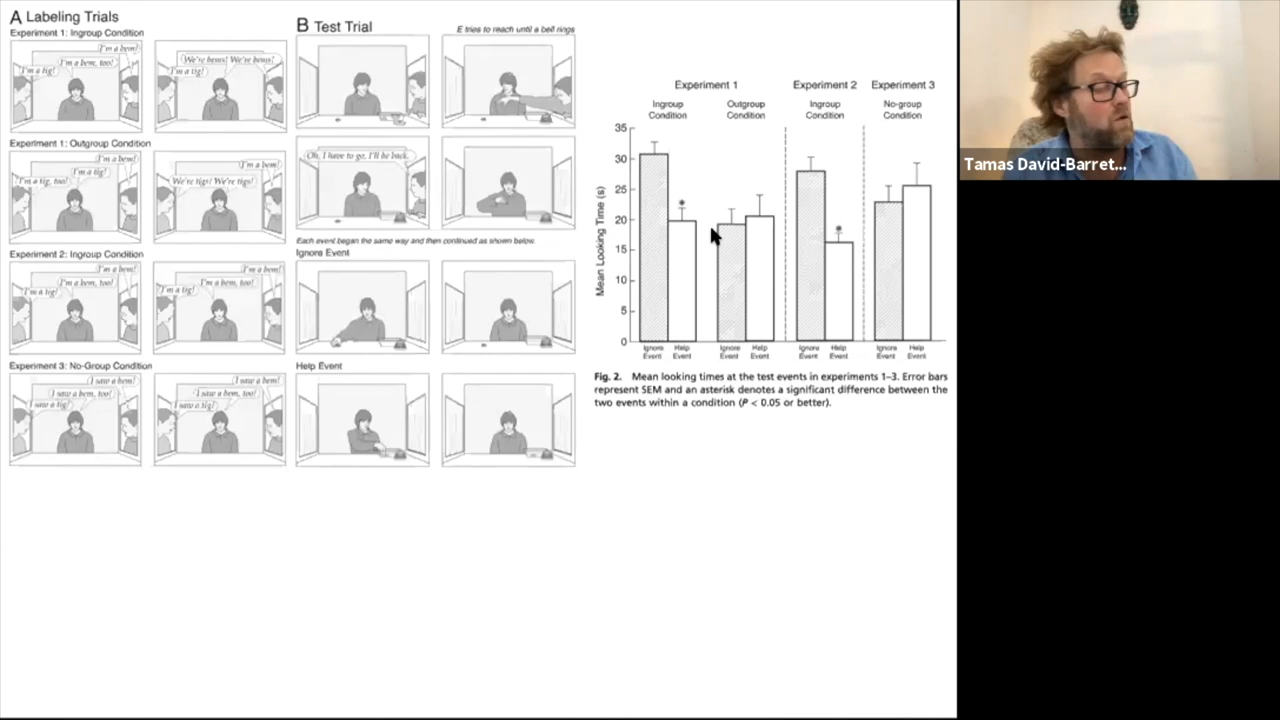 A Labeling Trials
Experiment 1: Ingroup Condition
I'm a bem!
I'm a bem, too!
I'm a tig!
We're bems! We're bems!
I'm a tig!
Experiment 1: Outgroup Condition
I'm a bem!
I'm a tig!
I'm a tig, too!
I'm a bem!
We're tigs! We're tigs!
Experiment 2: Ingroup Condition
I'm a bem!
I'm a bem, too!
I'm a tig!
I'm a bem!
I'm a bem, too!
I'm a tig!
Experiment 3: No-Group Condition
I saw a bem!
I saw a bem, too!
I saw a tig!
I saw a bem!
I saw a bem, too!
I saw a tig!
B Test Trial
E tries to reach until a bell rings
Oh, I have to go, I'll be back.
Each event began the same way and then continued as shown below.
Ignore Event
Help Event
Experiment 1 Experiment 2 Experiment 3
Ingroup Outgroup Ingroup No-group
Condition Condition Condition Condition
35
30
25
20
15
10
5
0
Mean Looking Time (s)
*
*
Ignore Help Ignore Help Ignore Help Ignore Help
Event Event Event Event Event Event Event Event
Fig. 2. Mean looking times at the test events in experiments 1–3. Error bars
represent SEM and an asterisk denotes a significant difference between the
two events within a condition (P < 0.05 or better).
Tamas David-Barret...